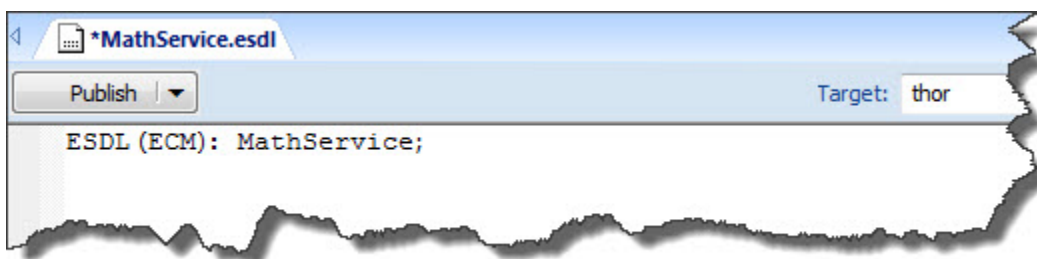 *MathService.esdl
Publish Target: thor
ESDL (ECM): MathService;